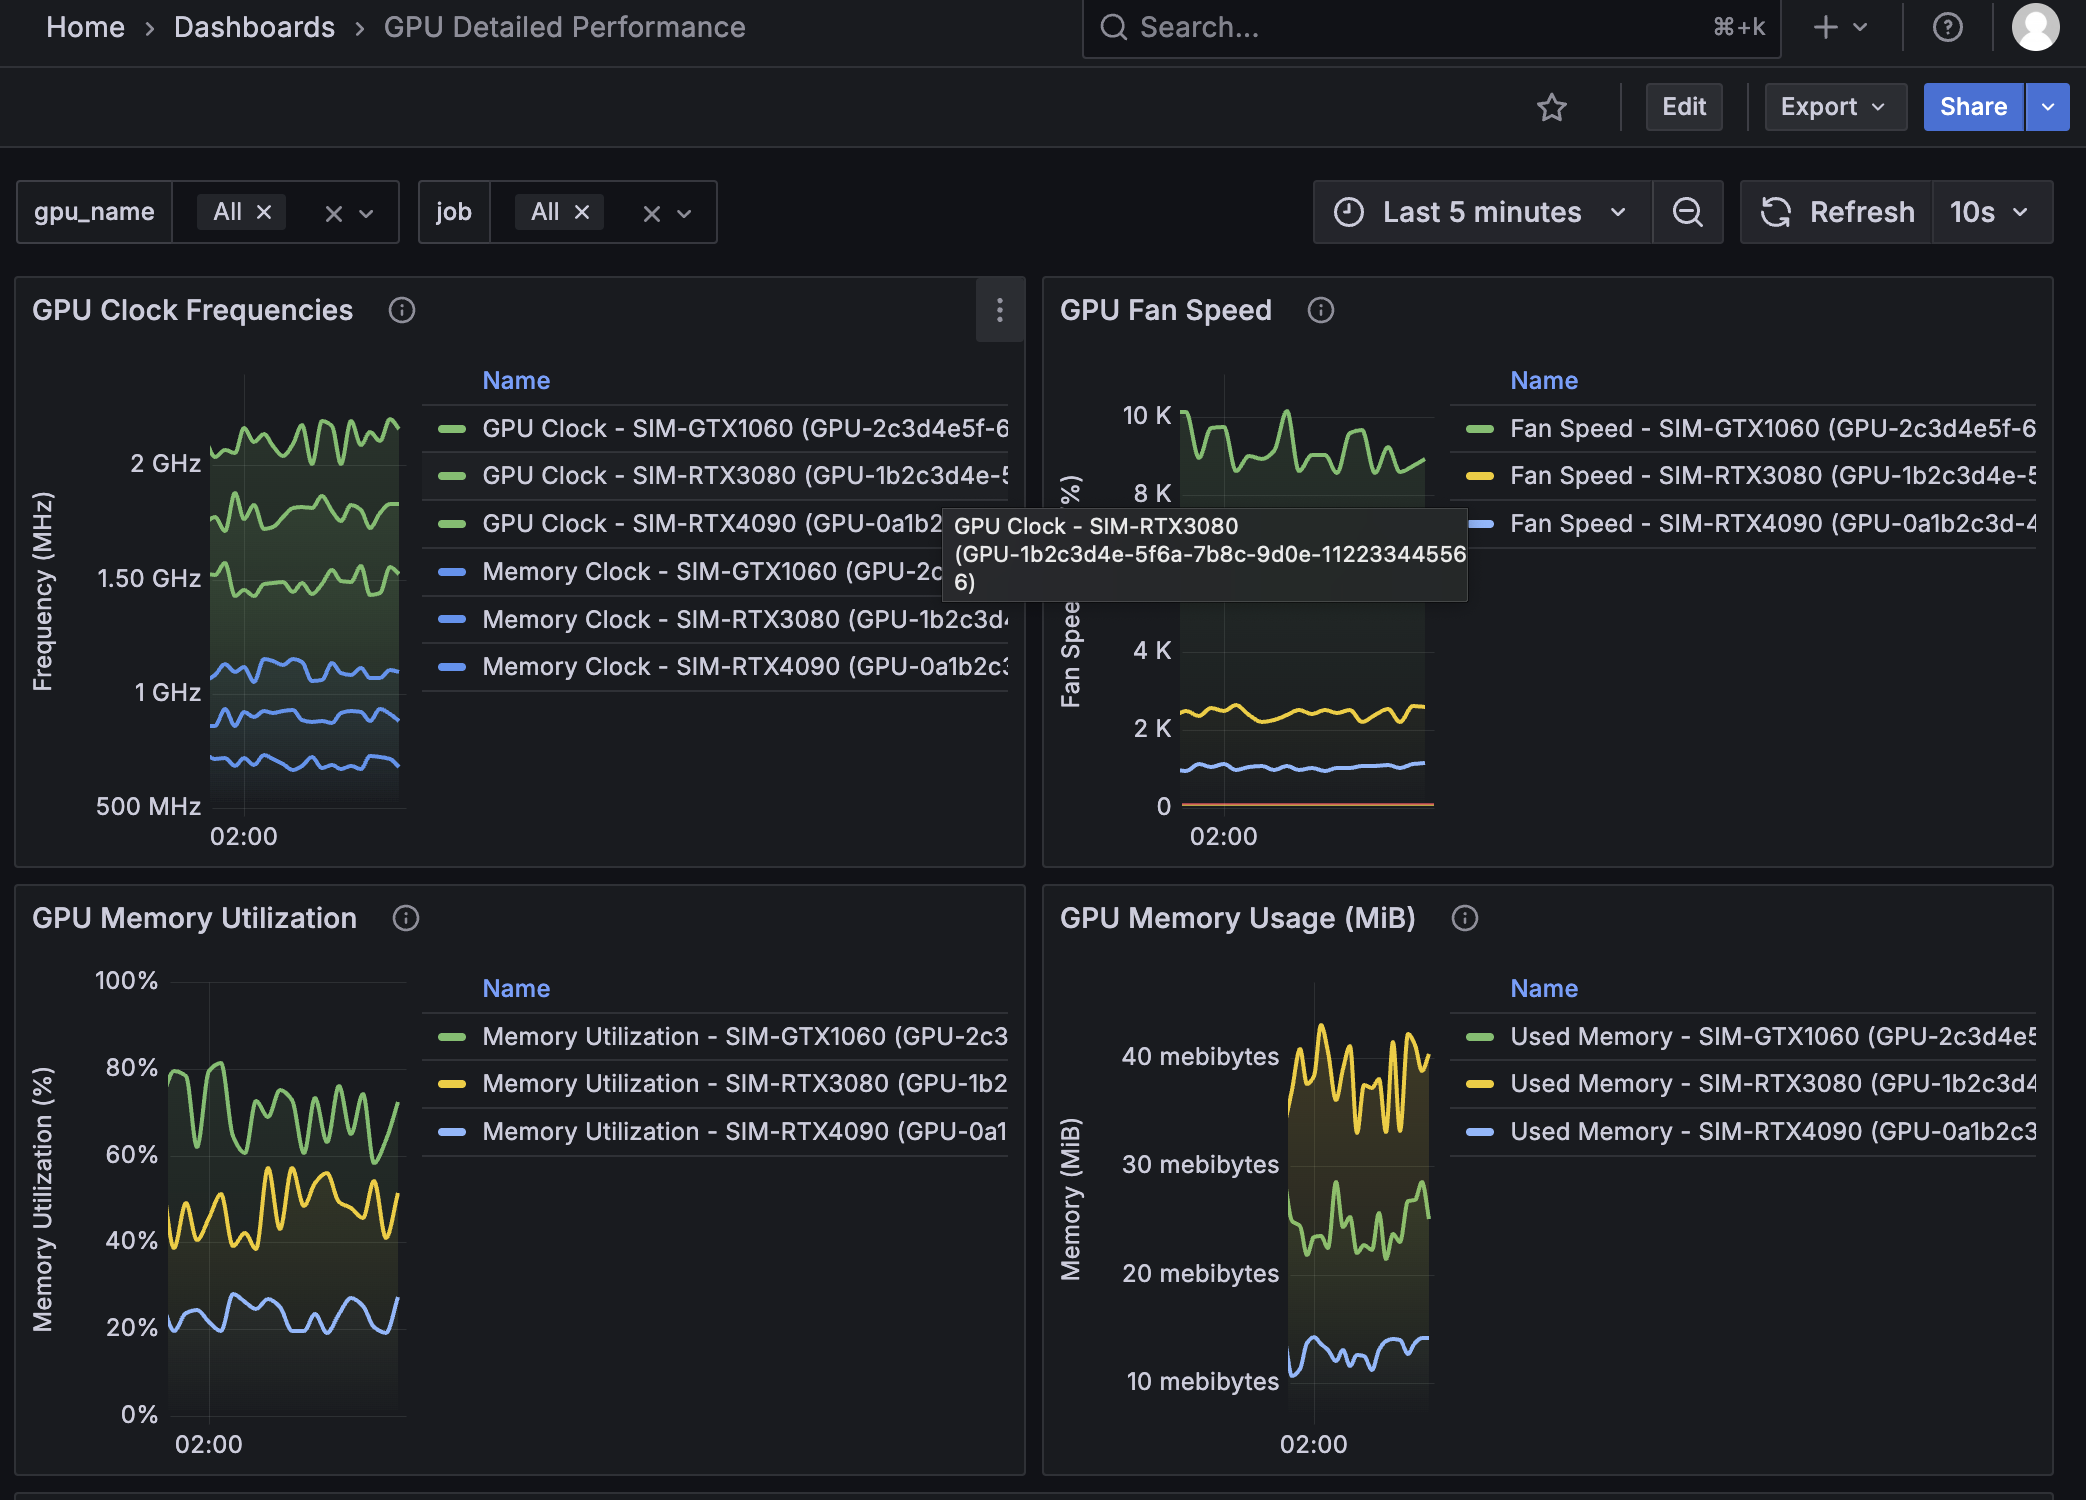 Home › Dashboards › GPU Detailed Performance
Search...
⌘+k
Edit
Export
Share
gpu_name
All
job
All
Last 5 minutes
Refresh
10s
GPU Clock Frequencies
Frequency (MHz)
2 GHz
1.50 GHz
1 GHz
500 MHz
02:00
Name
GPU Clock - SIM-GTX1060 (GPU-2c3d4e5f-6
GPU Clock - SIM-RTX3080 (GPU-1b2c3d4e-5
GPU Clock - SIM-RTX4090 (GPU-0a1b2
Memory Clock - SIM-GTX1060 (GPU-2c
Memory Clock - SIM-RTX3080 (GPU-1b2c3d4
Memory Clock - SIM-RTX4090 (GPU-0a1b2c3
GPU Clock - SIM-RTX3080
(GPU-1b2c3d4e-5f6a-7b8c-9d0e-11223344556
6)
GPU Fan Speed
Fan Spee
%)
10 K
8 K
4 K
2 K
0
02:00
Name
Fan Speed - SIM-GTX1060 (GPU-2c3d4e5f-6
Fan Speed - SIM-RTX3080 (GPU-1b2c3d4e-5
Fan Speed - SIM-RTX4090 (GPU-0a1b2c3d-4
GPU Memory Utilization
Memory Utilization (%)
100%
80%
60%
40%
20%
0%
02:00
Name
Memory Utilization - SIM-GTX1060 (GPU-2c3
Memory Utilization - SIM-RTX3080 (GPU-1b2
Memory Utilization - SIM-RTX4090 (GPU-0a1
GPU Memory Usage (MiB)
Memory (MiB)
40 mebibytes
30 mebibytes
20 mebibytes
10 mebibytes
02:00
Name
Used Memory - SIM-GTX1060 (GPU-2c3d4e5
Used Memory - SIM-RTX3080 (GPU-1b2c3d4
Used Memory - SIM-RTX4090 (GPU-0a1b2c3